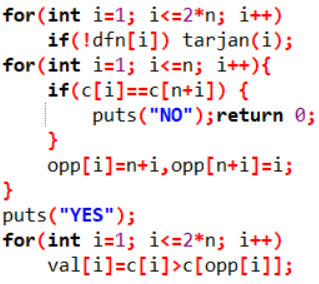 for(int i=1; i<=2*n; i++)
    if(!dfn[i]) tarjan(i);
for(int i=1; i<=n; i++){
    if(c[i]==c[n+i]) {
        puts("NO");return 0;
    }
    opp[i]=n+i,opp[n+i]=i;
}
puts("YES");
for(int i=1; i<=2*n; i++)
    val[i]=c[i]>c[opp[i]];